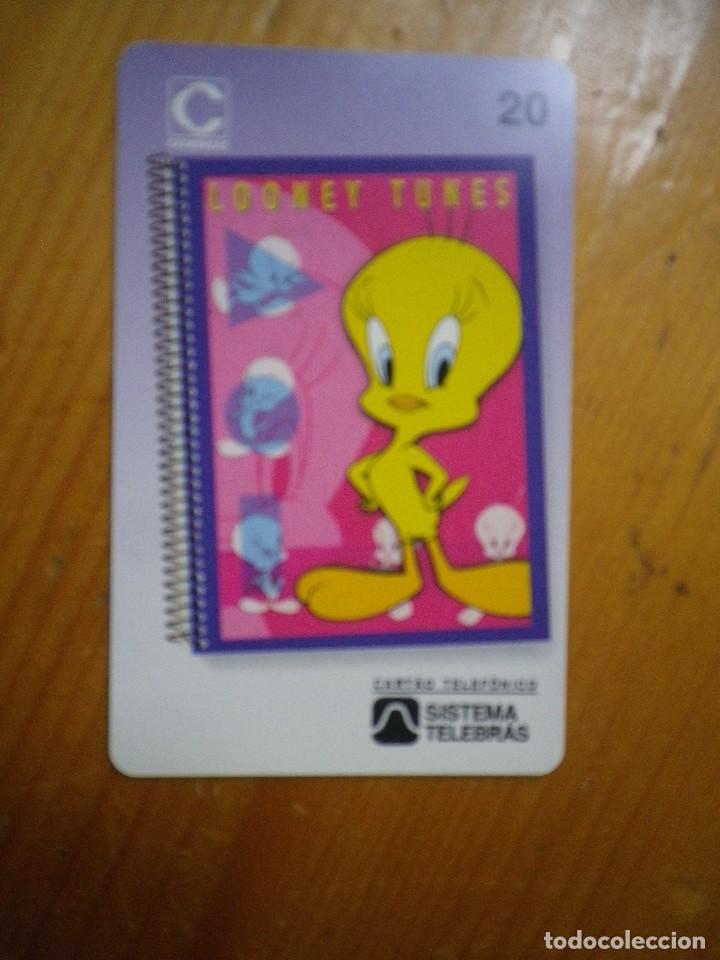 C
20
LOONEY TUNES
CARTÃO TELEFÔNICO
SISTEMA
TELEBRÁS
todocoleccion